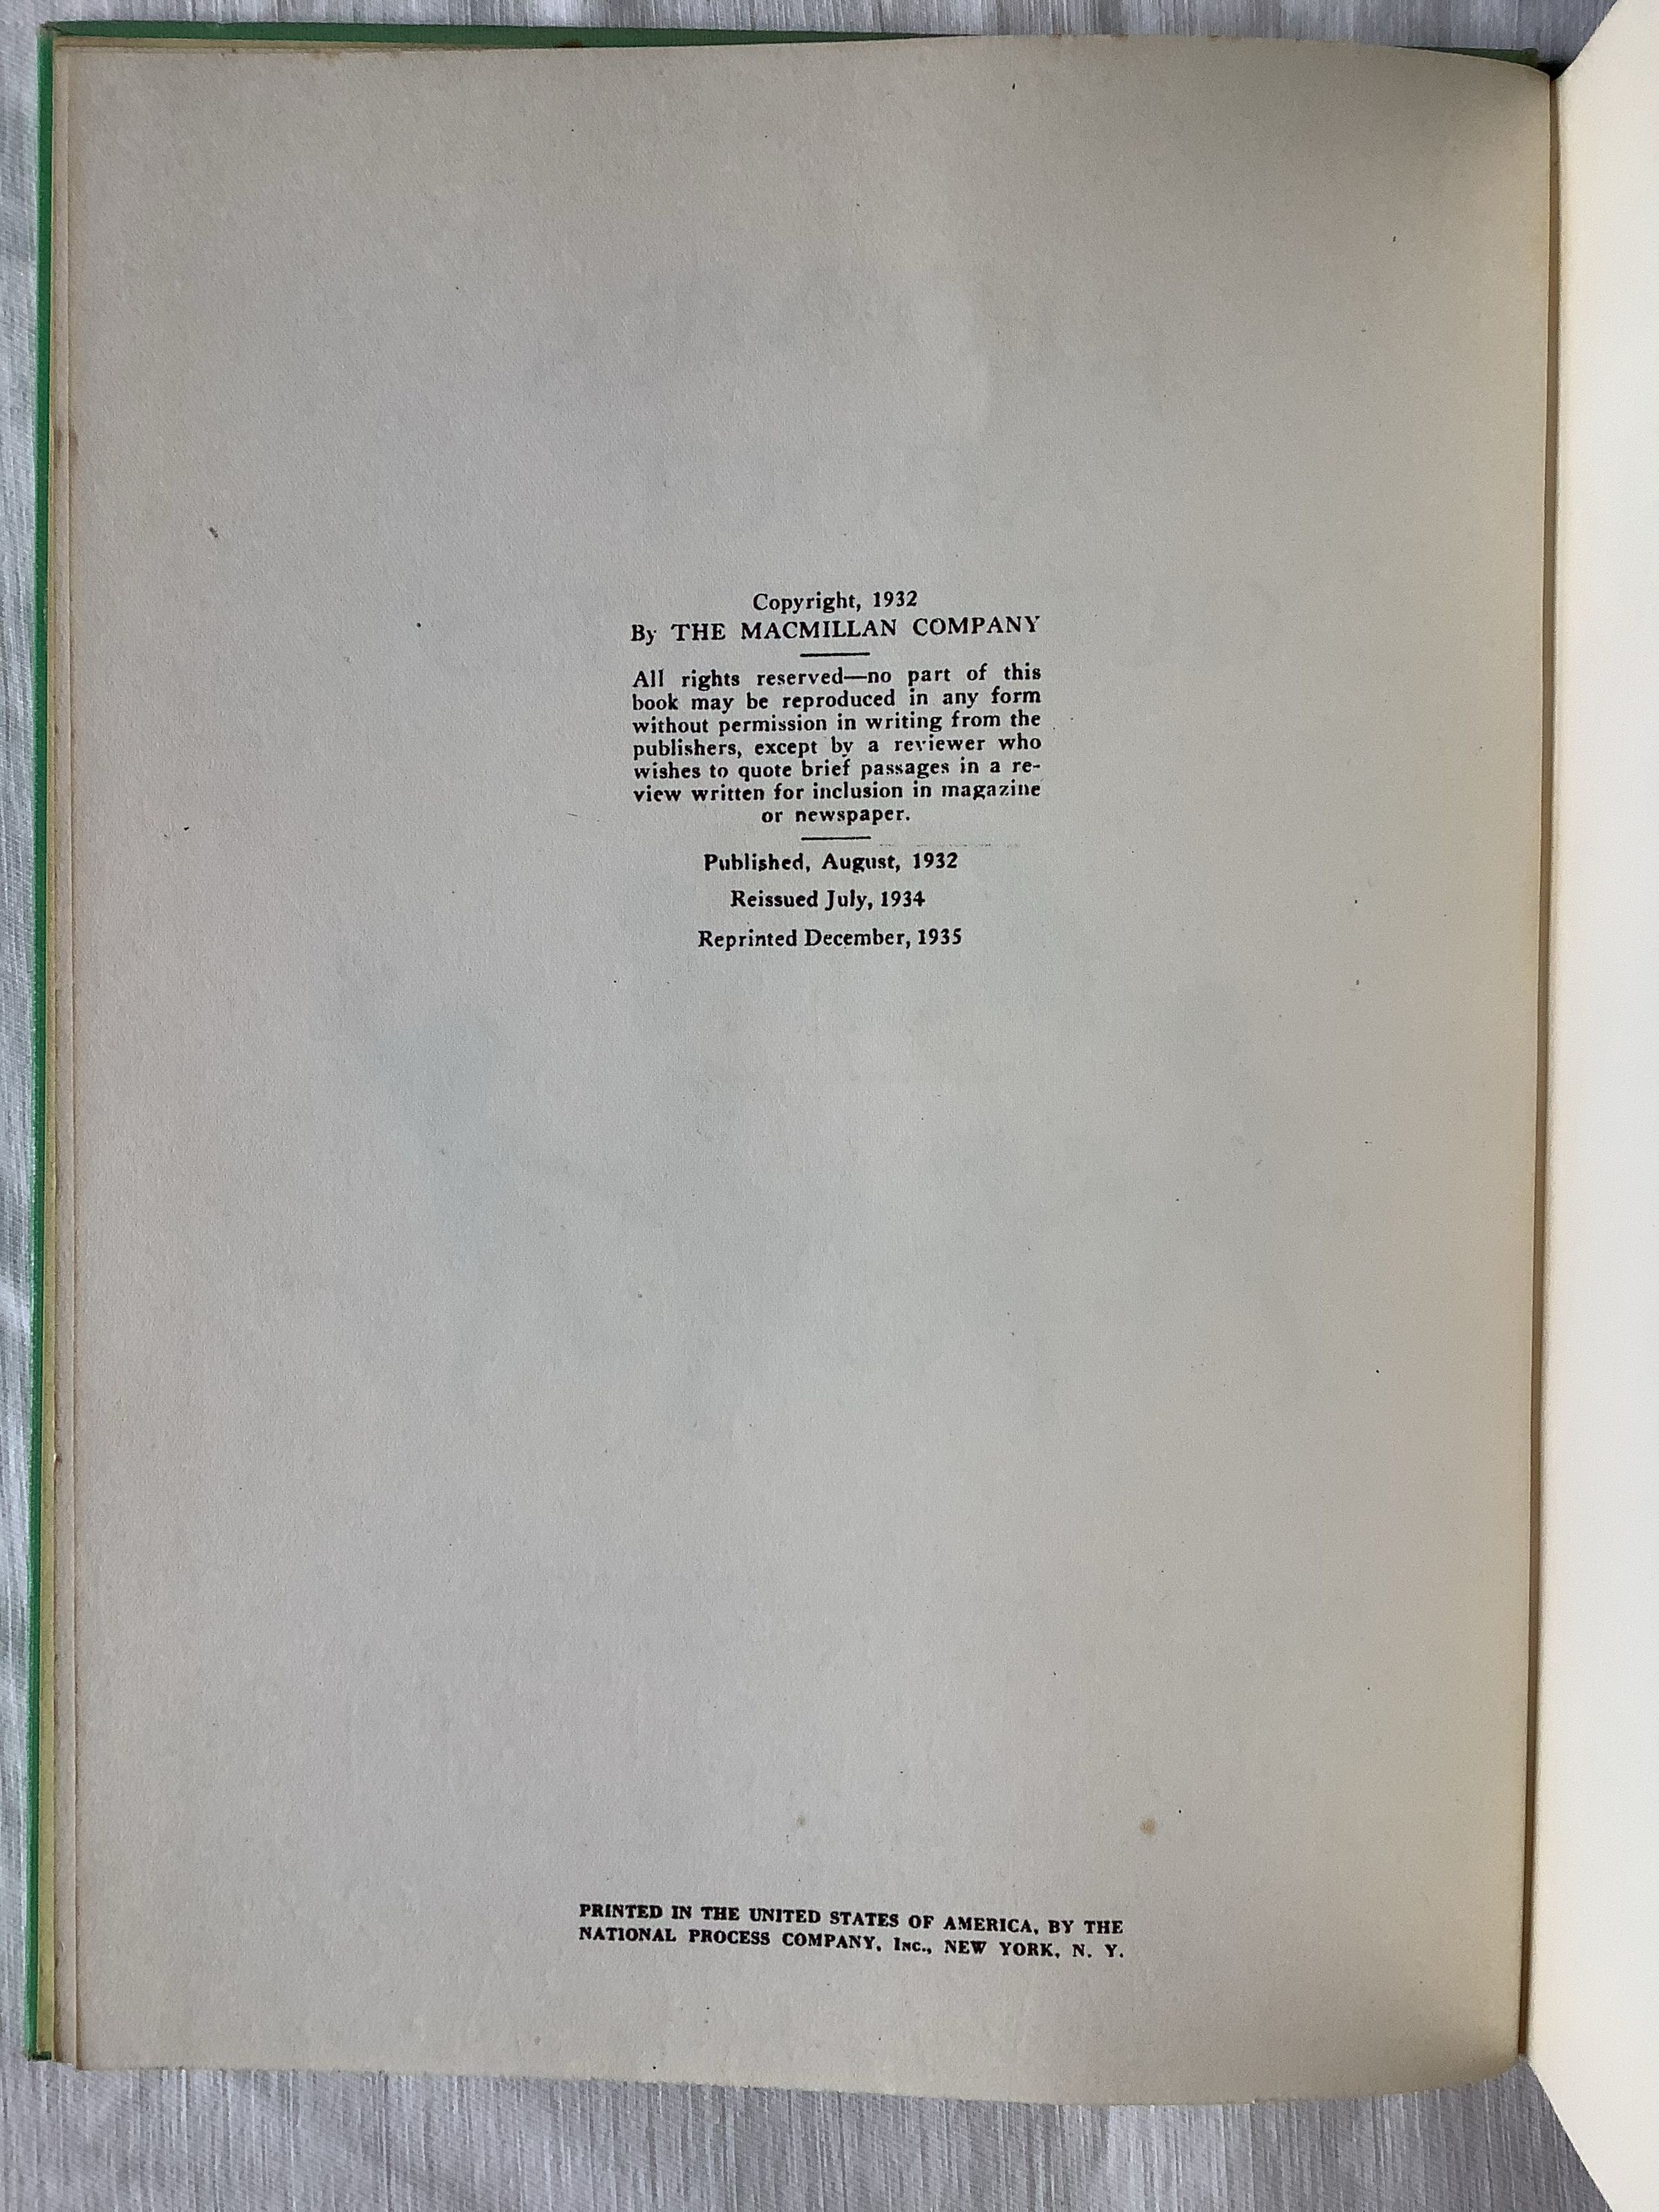 Copyright, 1932
By THE MACMILLAN COMPANY
All rights reserved—no part of this
book may be reproduced in any form
without permission in writing from the
publishers, except by a reviewer who
wishes to quote brief passages in a re-
view written for inclusion in magazine
or newspaper.
Published, August, 1932
Reissued July, 1934
Reprinted December, 1935
PRINTED IN THE UNITED STATES OF AMERICA, BY THE
NATIONAL PROCESS COMPANY, INC., NEW YORK, N. Y.